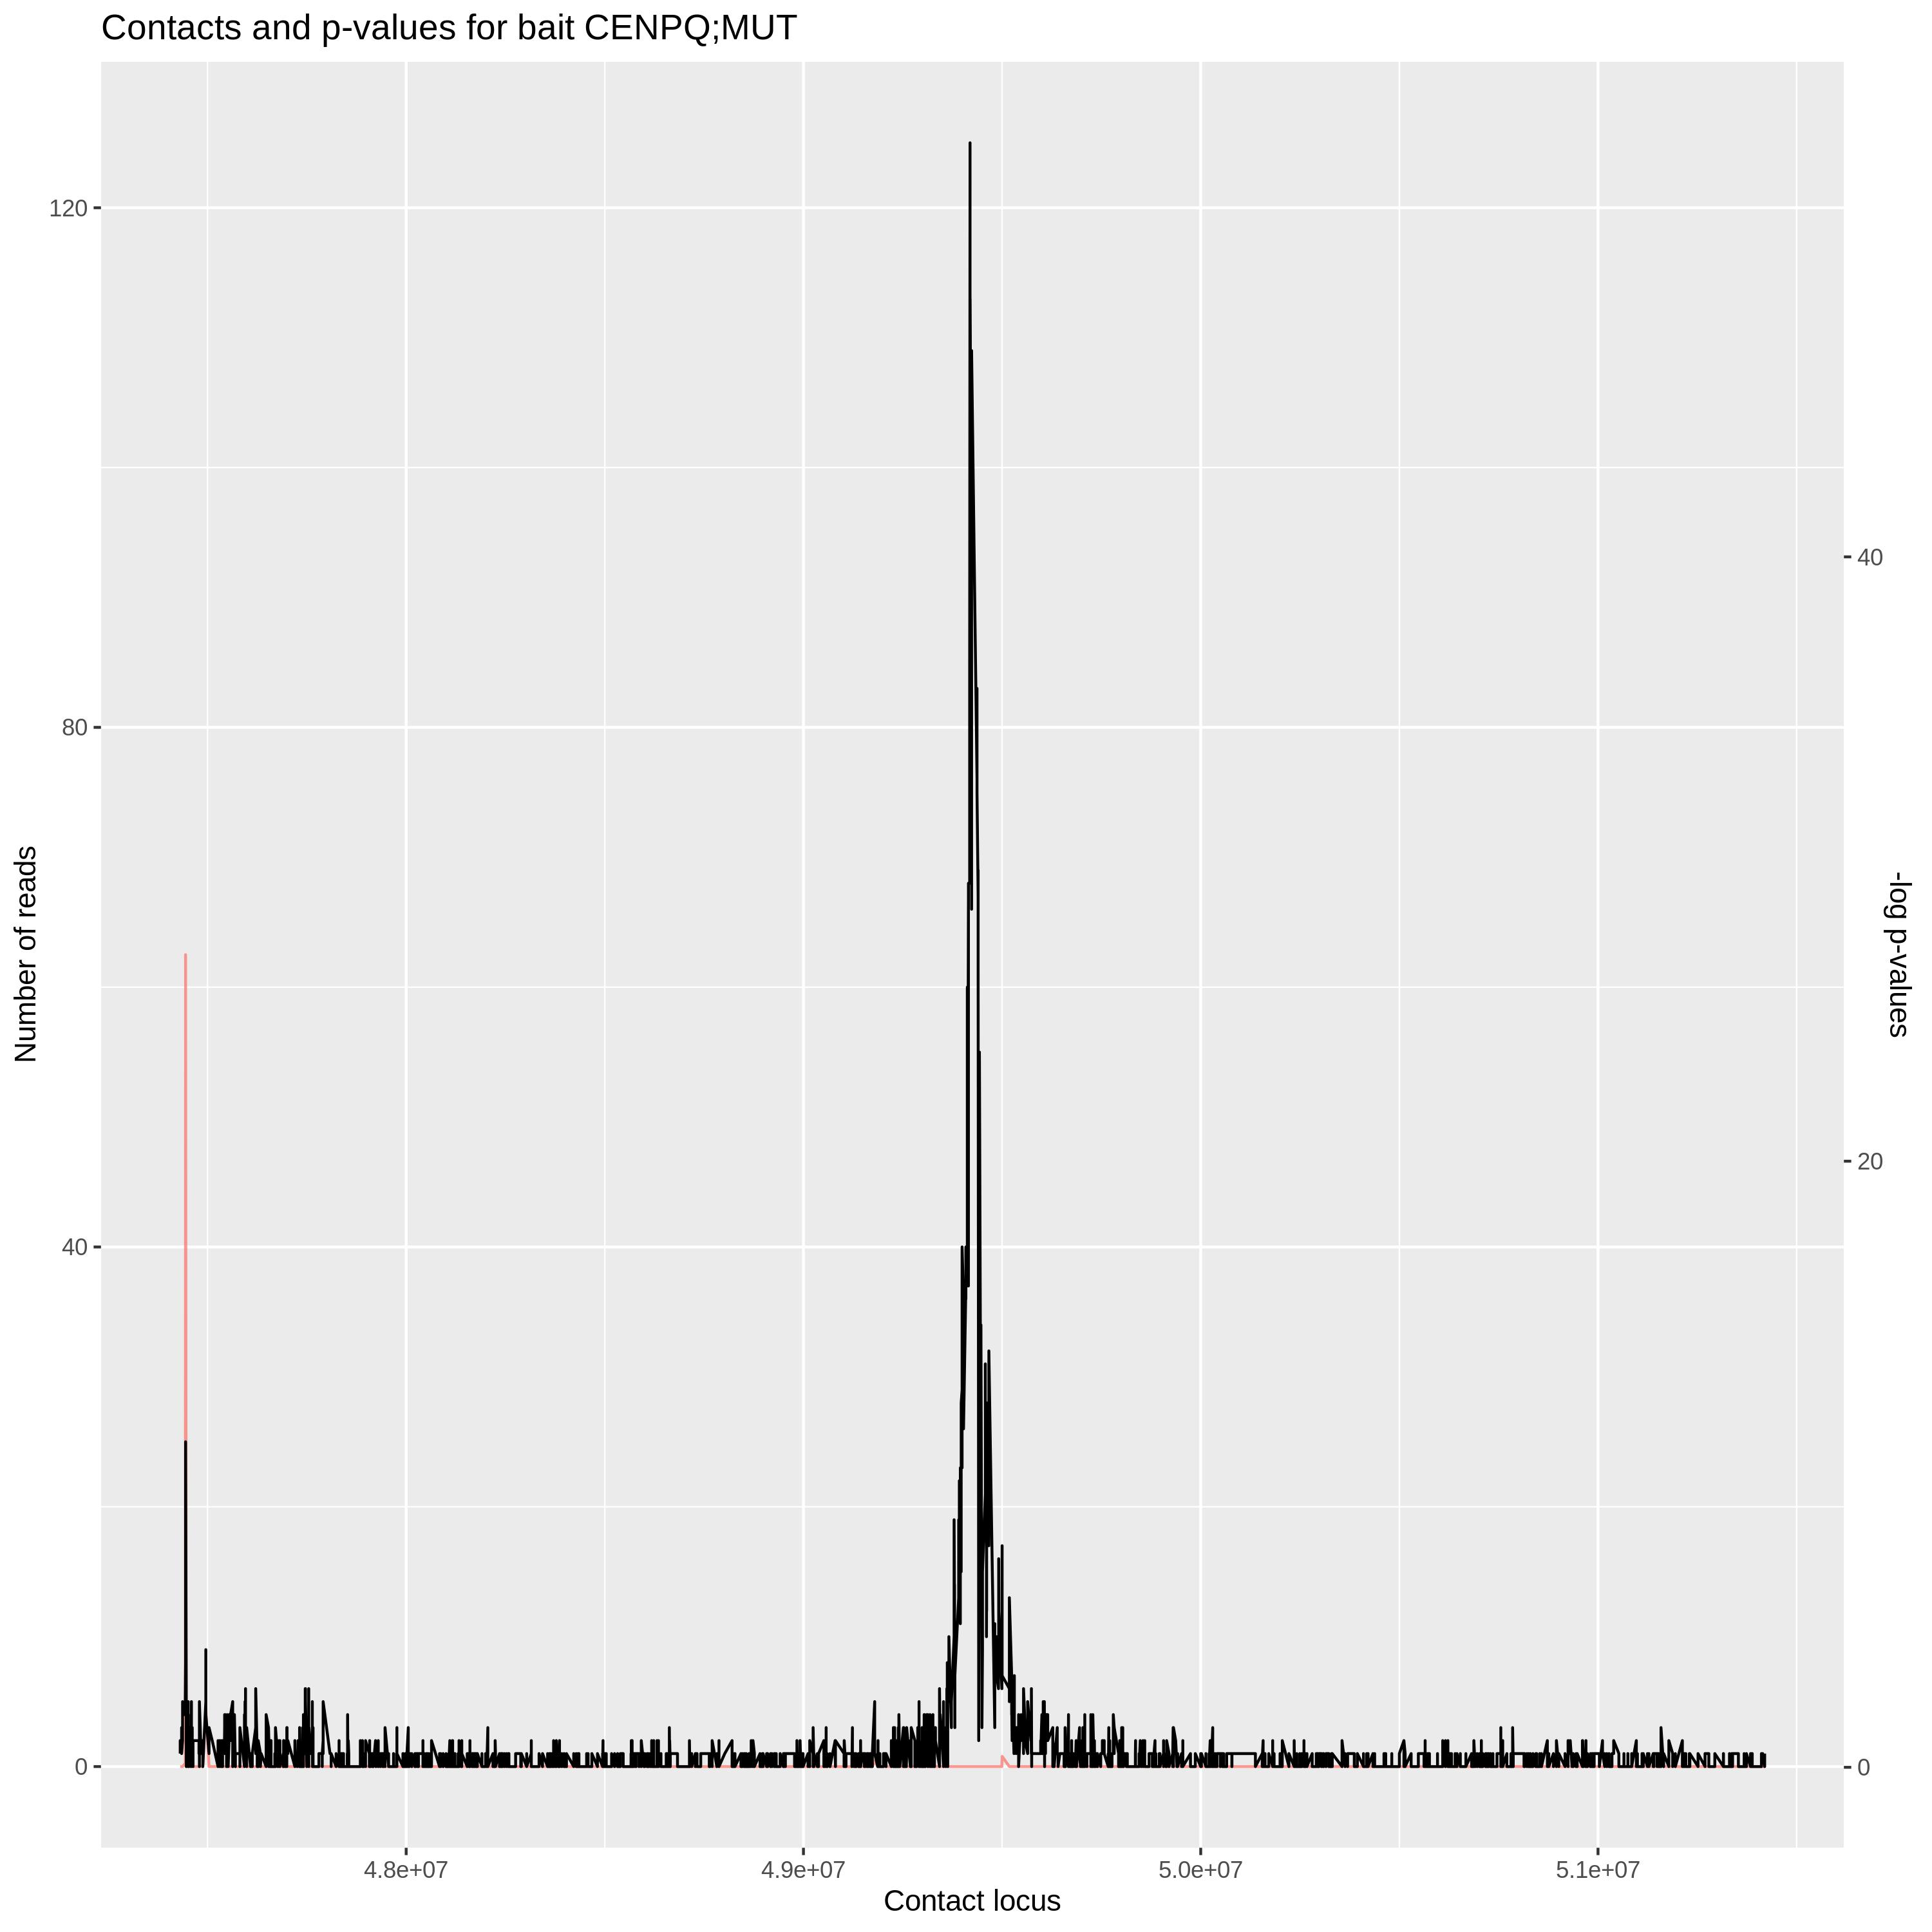 Contacts and p-values for bait CENPQ;MUT
120
80
40
0
Number of reads
40
20
0
-log p-values
4.8e+07
4.9e+07
5.0e+07
5.1e+07
Contact locus